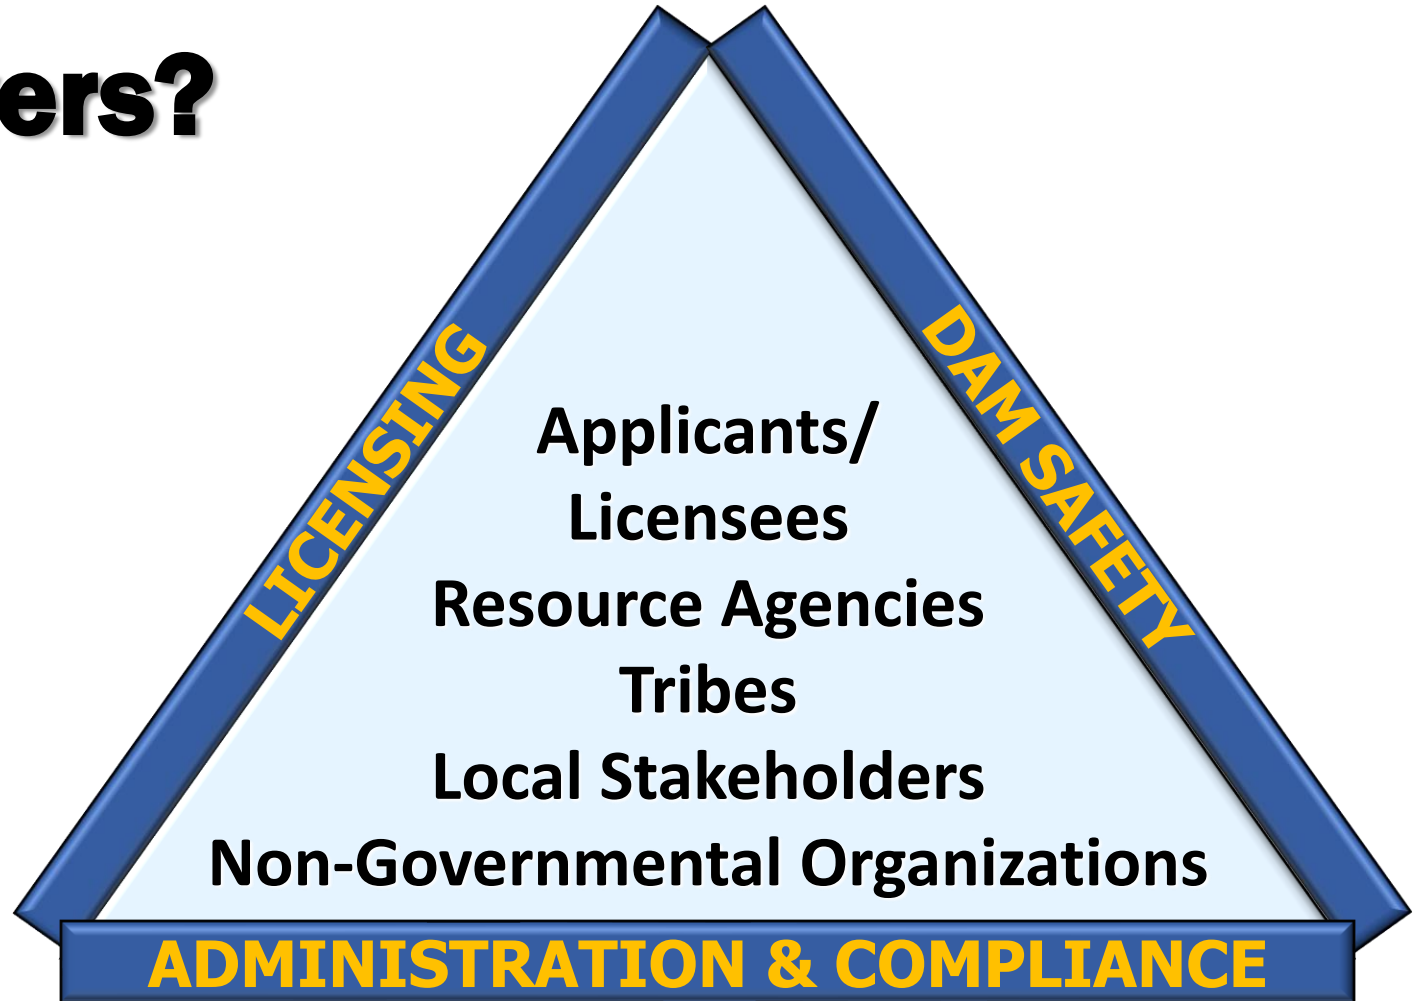 ers?
LICENSING
DAM SAFETY
Applicants/
Licensees
Resource Agencies
Tribes
Local Stakeholders
Non-Governmental Organizations
ADMINISTRATION & COMPLIANCE